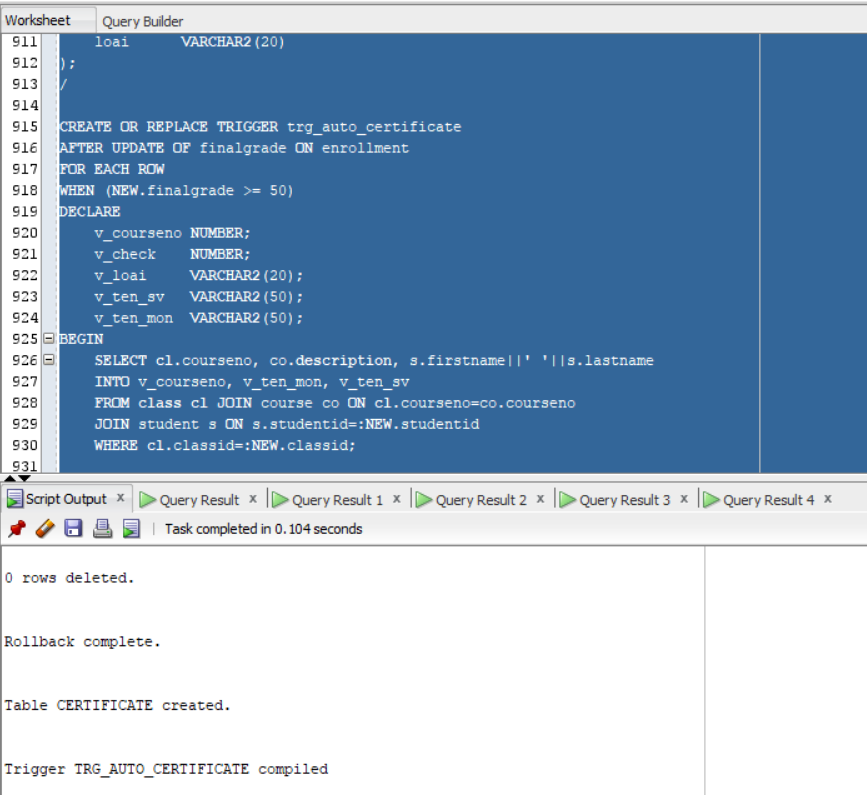 Worksheet Query Builder
911 loai VARCHAR2(20)
912 );
913 /
914
915 CREATE OR REPLACE TRIGGER trg_auto_certificate
916 AFTER UPDATE OF finalgrade ON enrollment
917 FOR EACH ROW
918 WHEN (NEW.finalgrade >= 50)
919 DECLARE
920 v_courseno NUMBER;
921 v_check NUMBER;
922 v_loai VARCHAR2(20);
923 v_ten_sv VARCHAR2(50);
924 v_ten_mon VARCHAR2(50);
925 BEGIN
926 SELECT cl.courseno, co.description, s.firstname||' '||s.lastname
927 INTO v_courseno, v_ten_mon, v_ten_sv
928 FROM class cl JOIN course co ON cl.courseno=co.courseno
929 JOIN student s ON s.studentid=:NEW.studentid
930 WHERE cl.classid=:NEW.classid;
931
Script Output x Query Result x Query Result 1 x Query Result 2 x Query Result 3 x Query Result 4 x
Task completed in 0.104 seconds
0 rows deleted.
Rollback complete.
Table CERTIFICATE created.
Trigger TRG_AUTO_CERTIFICATE compiled